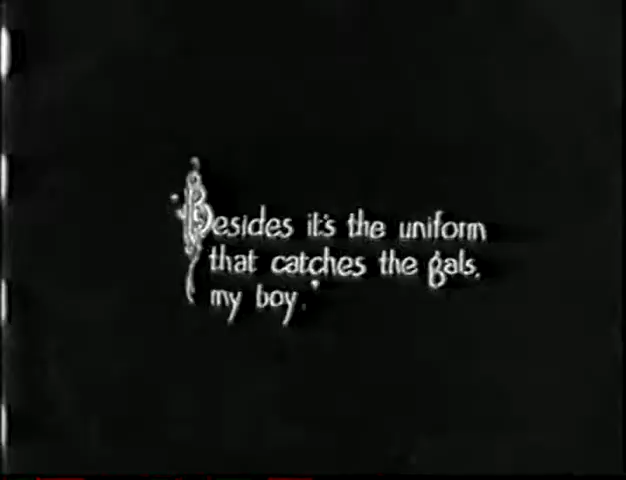 Besides it's the uniform
that catches the gals,
my boy."